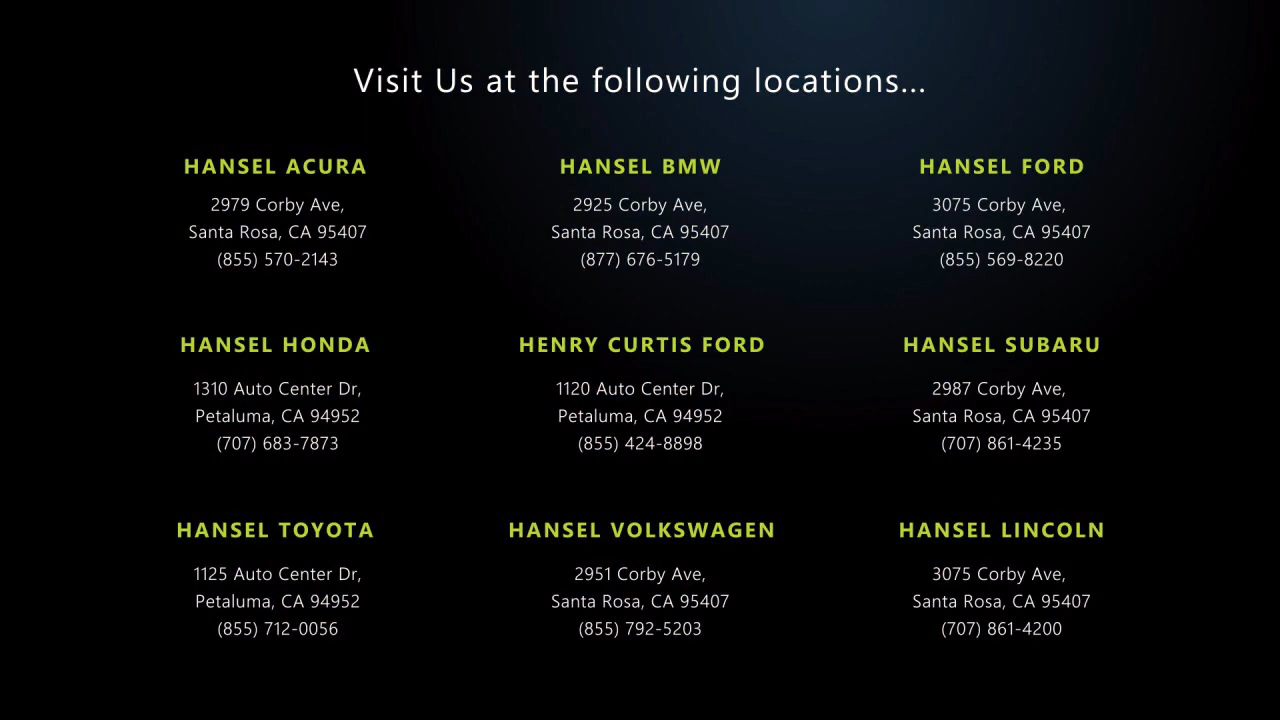 Visit Us at the following locations...
HANSEL ACURA
2979 Corby Ave,
Santa Rosa, CA 95407
(855) 570-2143
HANSEL BMW
2925 Corby Ave,
Santa Rosa, CA 95407
(877) 676-5179
HANSEL FORD
3075 Corby Ave,
Santa Rosa, CA 95407
(855) 569-8220
HANSEL HONDA
1310 Auto Center Dr,
Petaluma, CA 94952
(707) 683-7873
HENRY CURTIS FORD
1120 Auto Center Dr,
Petaluma, CA 94952
(855) 424-8898
HANSEL SUBARU
2987 Corby Ave,
Santa Rosa, CA 95407
(707) 861-4235
HANSEL TOYOTA
1125 Auto Center Dr,
Petaluma, CA 94952
(855) 712-0056
HANSEL VOLKSWAGEN
2951 Corby Ave,
Santa Rosa, CA 95407
(855) 792-5203
HANSEL LINCOLN
3075 Corby Ave,
Santa Rosa, CA 95407
(707) 861-4200